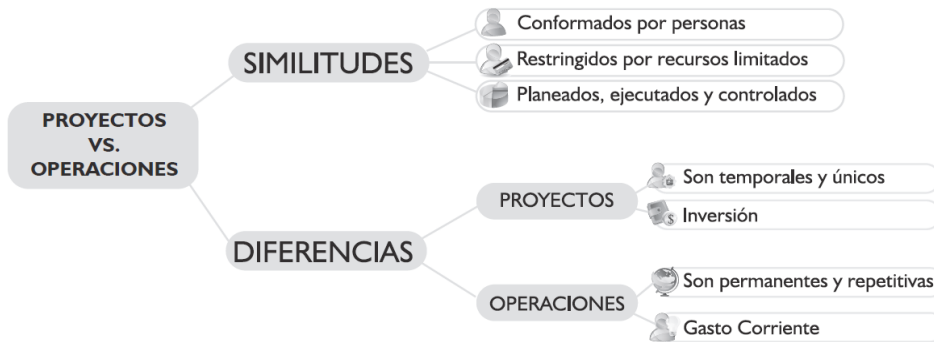 PROYECTOS
VS.
OPERACIONES
SIMILITUDES
Conformados por personas
Restringidos por recursos limitados
Planeados, ejecutados y controlados
DIFERENCIAS
PROYECTOS
Son temporales y únicos
Inversión
OPERACIONES
Son permanentes y repetitivas
Gasto Corriente